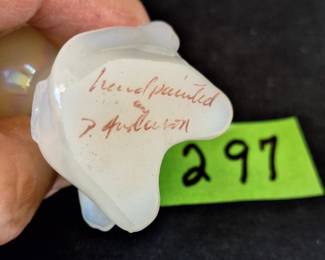 hand painted
by
D. Anderson
297